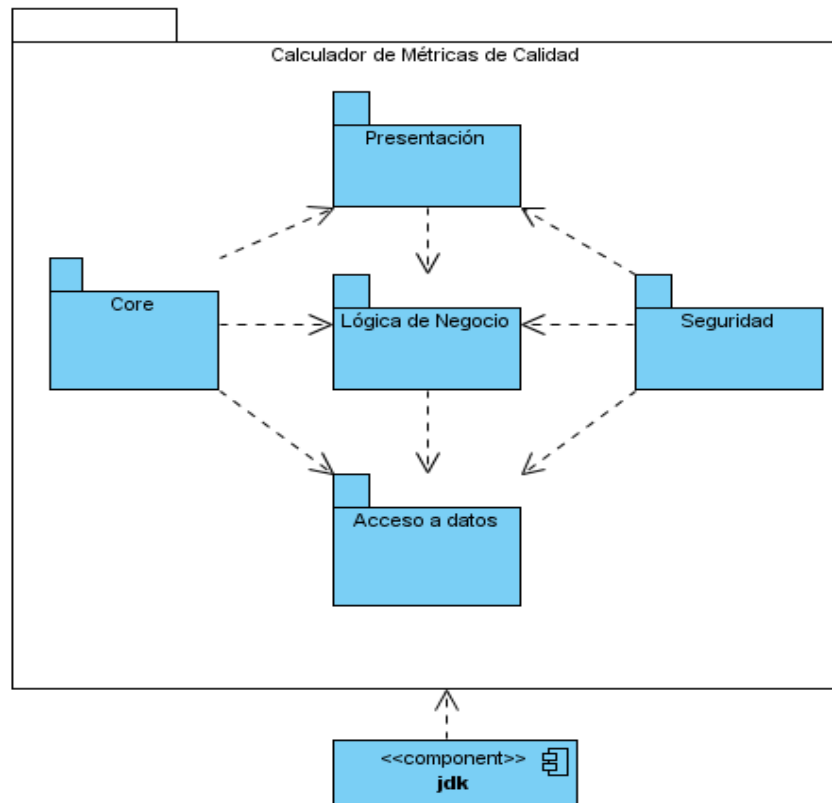 Calculador de Métricas de Calidad
Presentación
Core
Lógica de Negocio
Seguridad
Acceso a datos
<<component>>
jdk